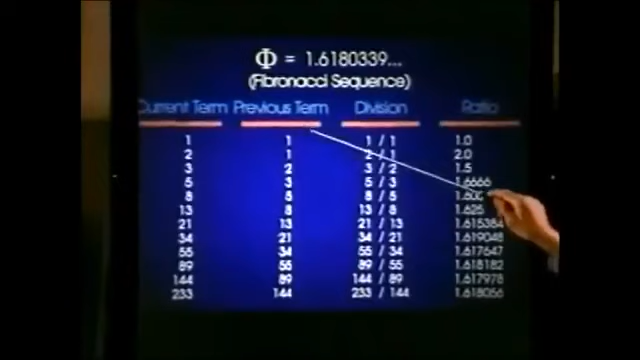 Φ = 1.6180339...
(Fibronacci Sequence)
Current Term Previous Term Division Ratio
1 1 1 / 1 1.0
2 1 2 / 1 2.0
3 2 3 / 2 1.5
5 3 5 / 3 1.6666
8 5 8 / 5
13 8 13 / 8 1.625
21 13 21 / 13 1.615384
34 21 34 / 21 1.619048
55 34 55 / 34 1.617647
89 55 89 / 55 1.618182
144 89 144 / 89 1.617978
233 144 233 / 144 1.618056